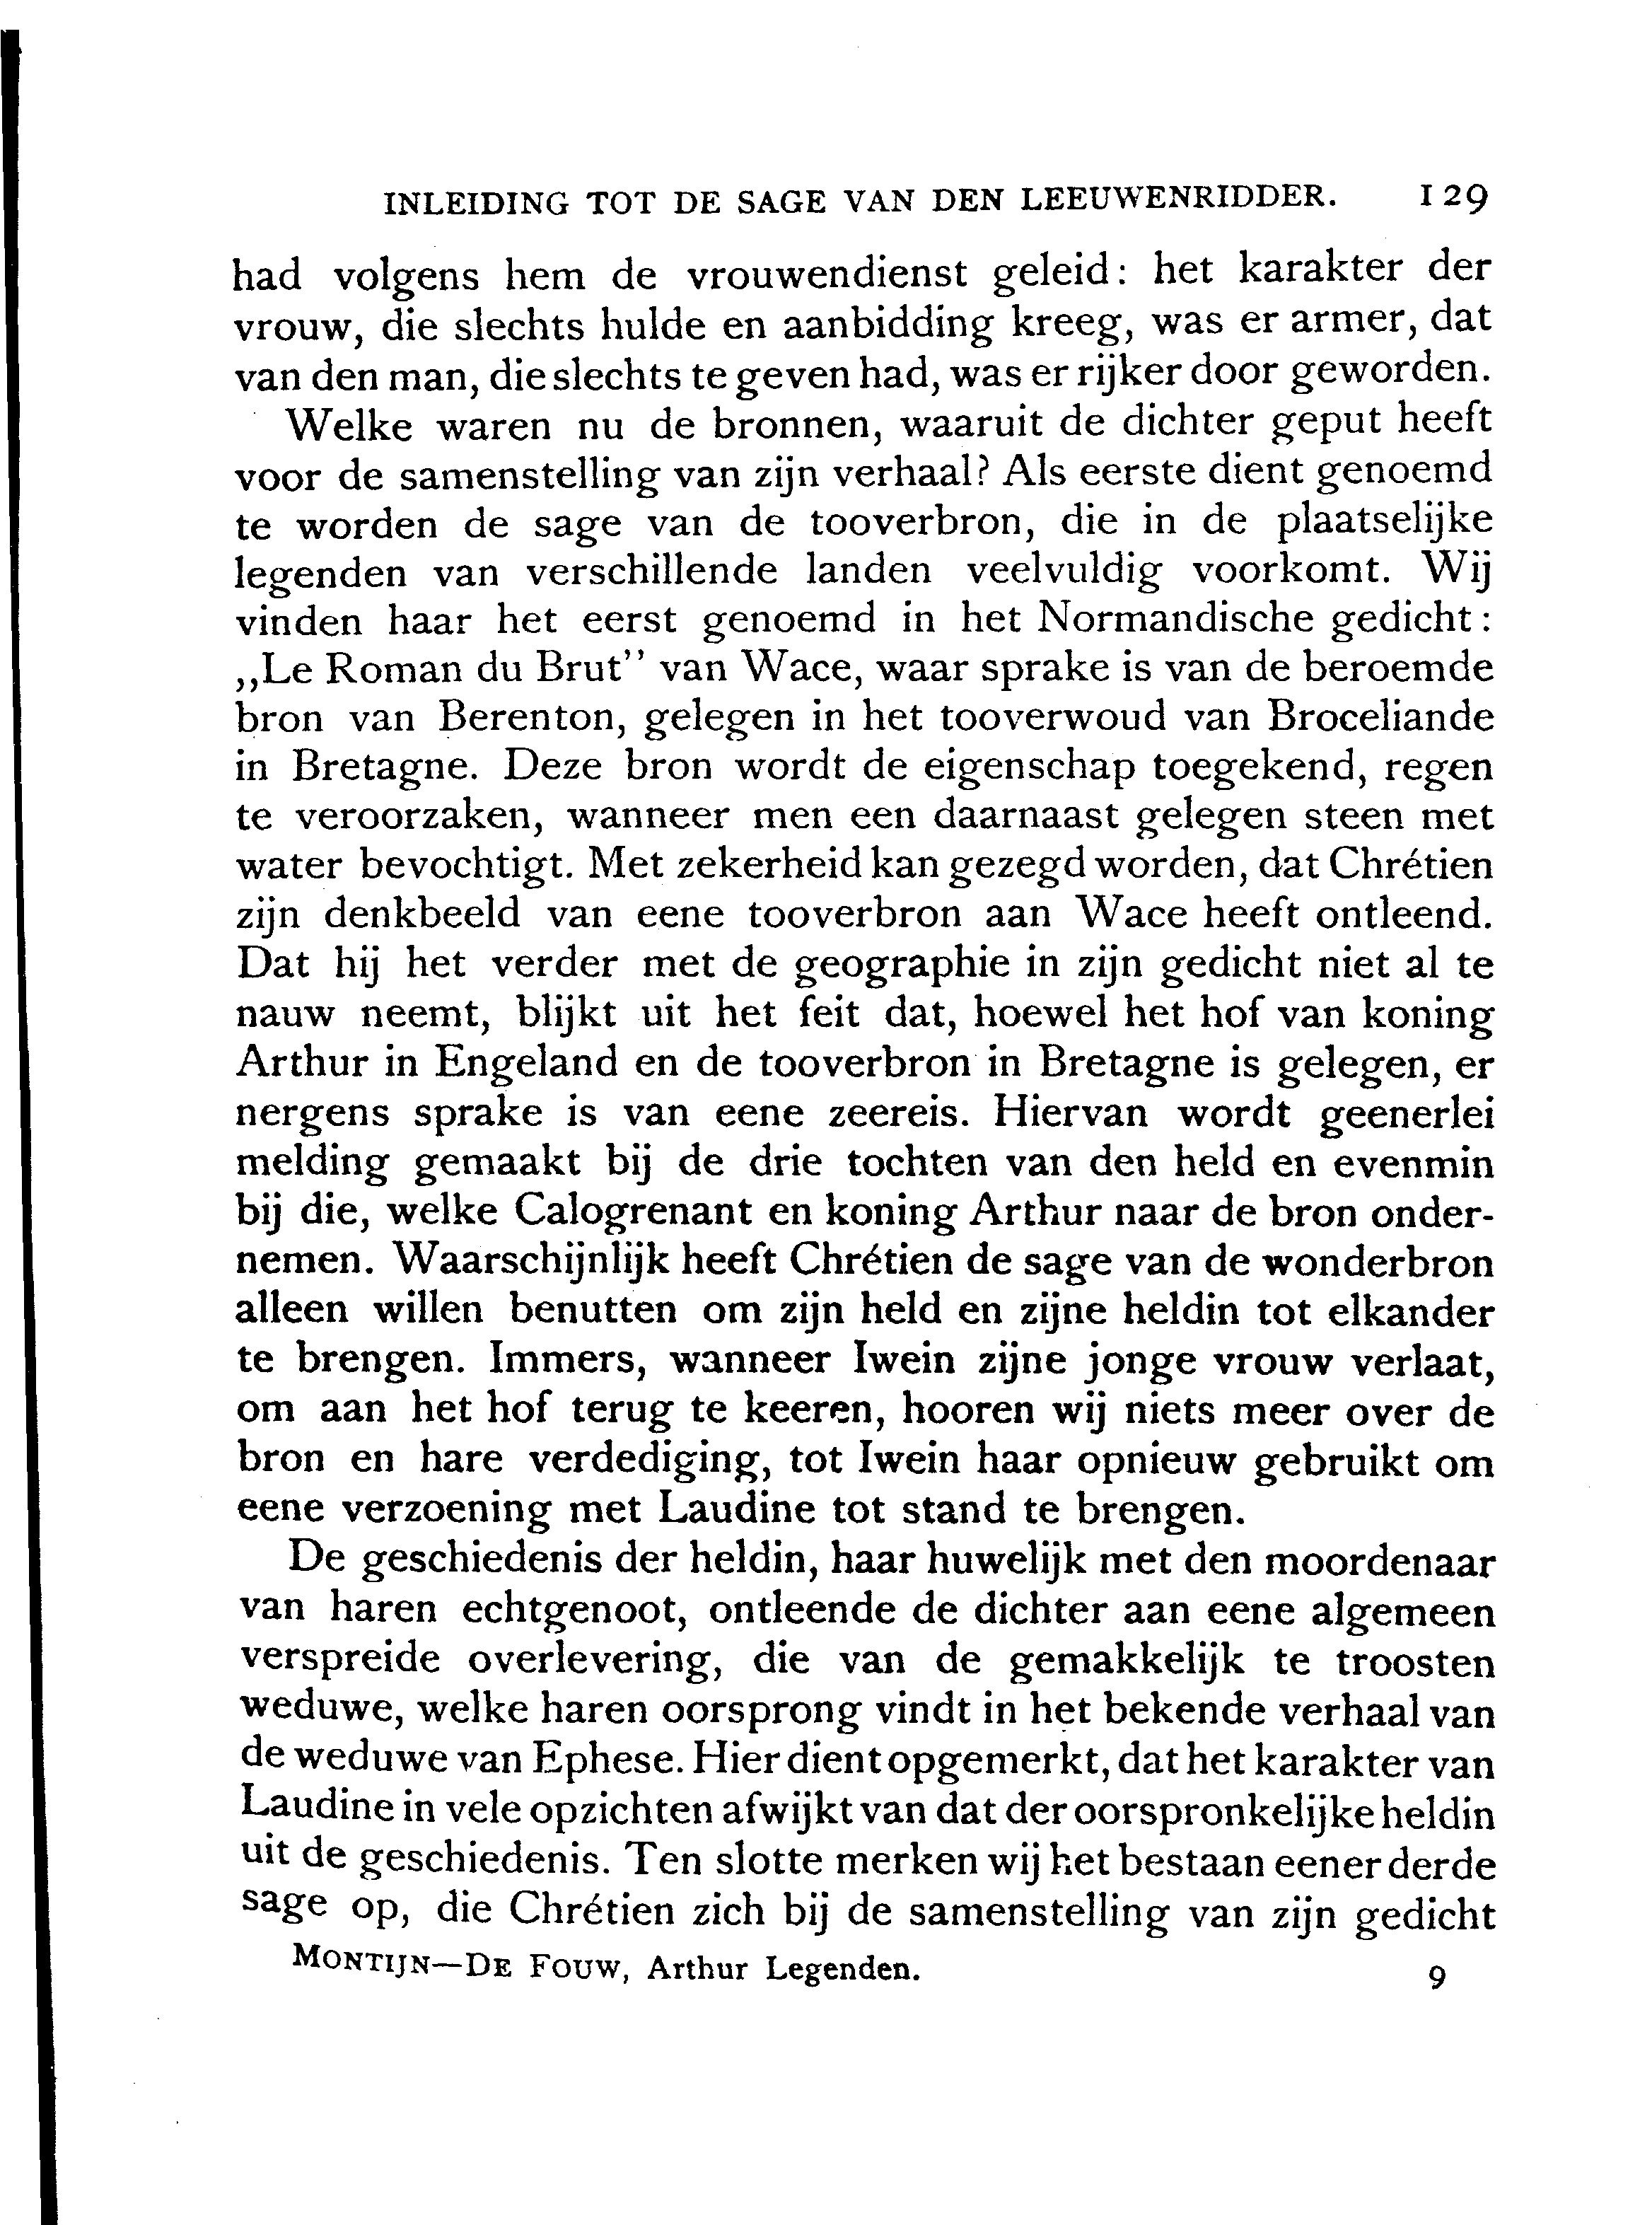 INLEIDING TOT DE SAGE VAN DEN LEEUWENRIDDER. 129
had volgens hem de vrouwendienst geleid: het karakter der
vrouw, die slechts hulde en aanbidding kreeg, was er armer, dat
van den man, die slechts te geven had, was er rijker door geworden.
Welke waren nu de bronnen, waaruit de dichter geput heeft
voor de samenstelling van zijn verhaal? Als eerste dient genoemd
te worden de sage van de tooverbron, die in de plaatselijke
legenden van verschillende landen veelvuldig voorkomt. Wij
vinden haar het eerst genoemd in het Normandische gedicht:
„Le Roman du Brut” van Wace, waar sprake is van de beroemde
bron van Berenton, gelegen in het tooverwoud van Broceliande
in Bretagne. Deze bron wordt de eigenschap toegekend, regen
te veroorzaken, wanneer men een daarnaast gelegen steen met
water bevochtigt. Met zekerheid kan gezegd worden, dat Chrétien
zijn denkbeeld van eene tooverbron aan Wace heeft ontleend.
Dat hij het verder met de geographie in zijn gedicht niet al te
nauw neemt, blijkt uit het feit dat, hoewel het hof van koning
Arthur in Engeland en de tooverbron in Bretagne is gelegen, er
nergens sprake is van eene zeereis. Hiervan wordt geenerlei
melding gemaakt bij de drie tochten van den held en evenmin
bij die, welke Calogrenant en koning Arthur naar de bron onder-
nemen. Waarschijnlijk heeft Chrétien de sage van de wonderbron
alleen willen benutten om zijn held en zijne heldin tot elkander
te brengen. Immers, wanneer Iwein zijne jonge vrouw verlaat,
om aan het hof terug te keeren, hooren wij niets meer over de
bron en hare verdediging, tot Iwein haar opnieuw gebruikt om
eene verzoening met Laudine tot stand te brengen.
De geschiedenis der heldin, haar huwelijk met den moordenaar
van haren echtgenoot, ontleende de dichter aan eene algemeen
verspreide overlevering, die van de gemakkelijk te troosten
weduwe, welke haren oorsprong vindt in het bekende verhaal van
de weduwe van Ephese. Hier dient opgemerkt, dat het karakter van
Laudine in vele opzichten afwijkt van dat der oorspronkelijke heldin
uit de geschiedenis. Ten slotte merken wij het bestaan eener derde
sage op, die Chrétien zich bij de samenstelling van zijn gedicht
MONTIJN—DE FOUW, Arthur Legenden. 9